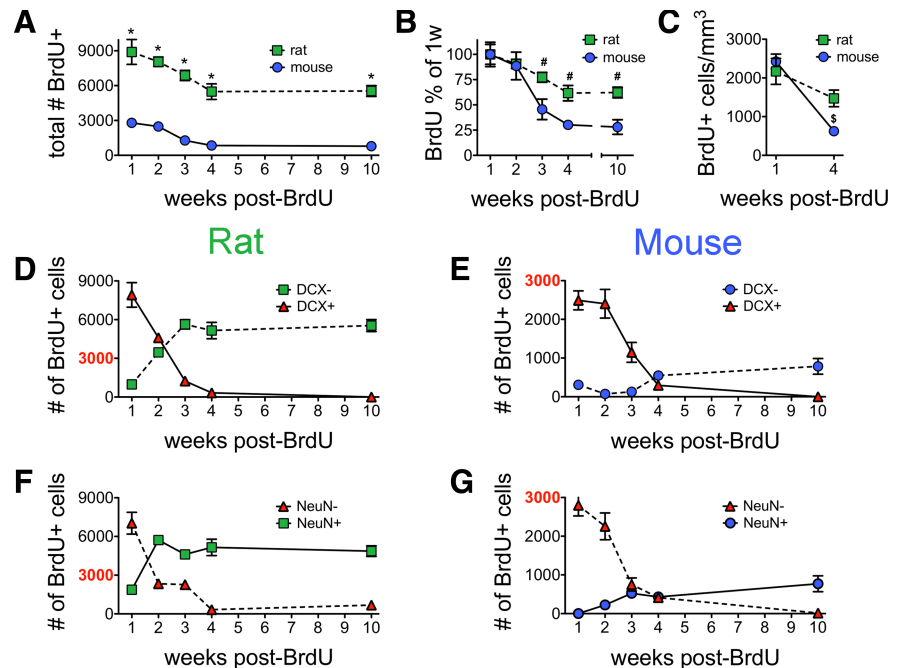 A
total # BrdU+
9000
6000
3000
0
* * * * *
rat
mouse
1 2 3 4 5 6 7 8 9 10
weeks post-BrdU
B
BrdU % of 1w
100
75
50
25
0
# # #
rat
mouse
1 2 3 4 10
weeks post-BrdU
C
BrdU+ cells/mm³
3000
2000
1000
0
rat
mouse
$
1 4
weeks post-BrdU
Rat
Mouse
D
# of BrdU+ cells
9000
6000
3000
0
DCX-
DCX+
1 2 3 4 5 6 7 8 9 10
weeks post-BrdU
E
# of BrdU+ cells
3000
2000
1000
0
DCX-
DCX+
1 2 3 4 5 6 7 8 9 10
weeks post-BrdU
F
# of BrdU+ cells
9000
6000
3000
0
NeuN-
NeuN+
1 2 3 4 5 6 7 8 9 10
weeks post-BrdU
G
# of BrdU+ cells
3000
2000
1000
0
NeuN-
NeuN+
1 2 3 4 5 6 7 8 9 10
weeks post-BrdU